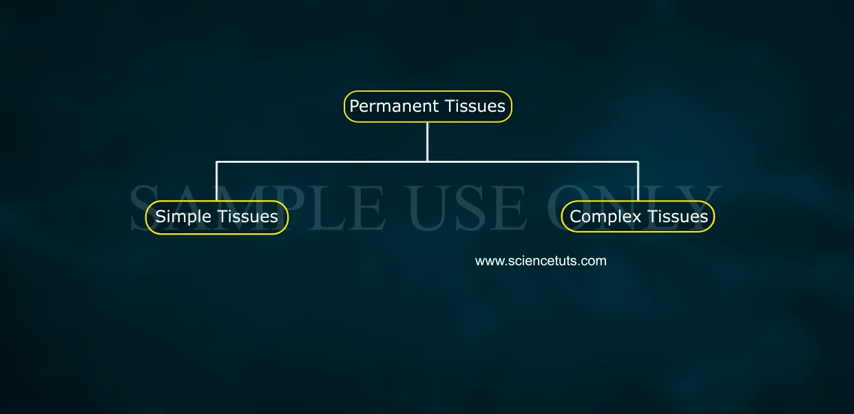 Permanent Tissues
SAMPLE USE ONLY
Simple Tissues
Complex Tissues
www.sciencetuts.com